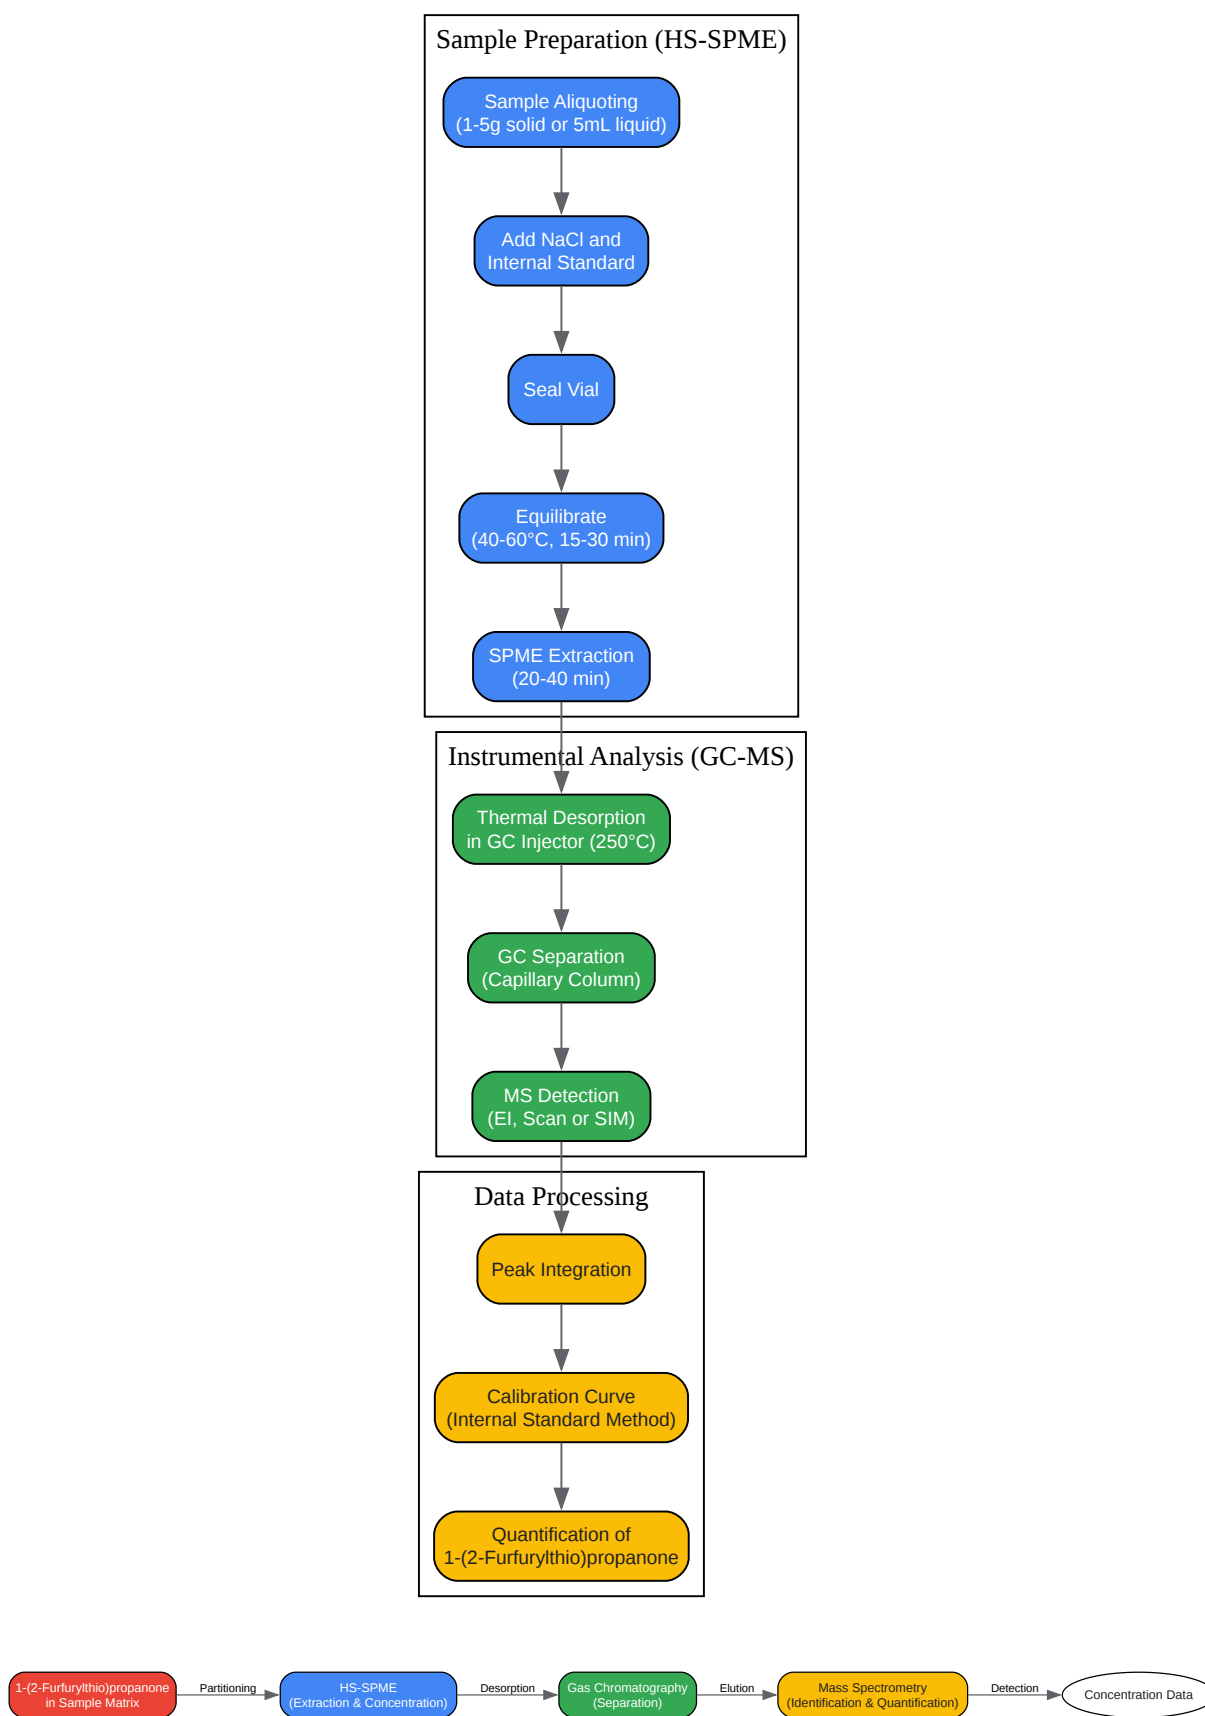 Sample Preparation (HS-SPME)
Sample Aliquoting
(1-5g solid or 5mL liquid)
Add NaCl and
Internal Standard
Seal Vial
Equilibrate
(40-60°C, 15-30 min)
SPME Extraction
(20-40 min)
Instrumental Analysis (GC-MS)
Thermal Desorption
in GC Injector (250°C)
GC Separation
(Capillary Column)
MS Detection
(EI, Scan or SIM)
Data Processing
Peak Integration
Calibration Curve
(Internal Standard Method)
Quantification of
1-(2-Furfurylthio)propanone
1-(2-Furfurylthio)propanone
in Sample Matrix
Partitioning
HS-SPME
(Extraction & Concentration)
Desorption
Gas Chromatography
(Separation)
Elution
Mass Spectrometry
(Identification & Quantification)
Detection
Concentration Data